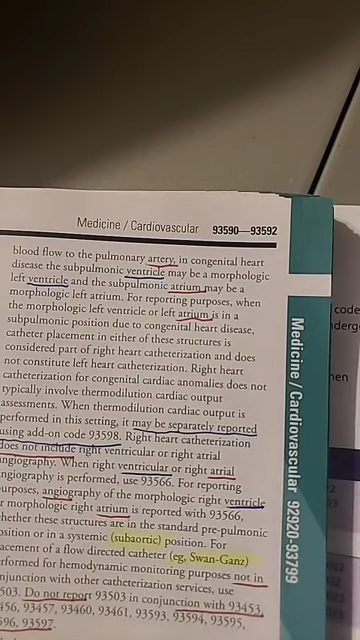 Medicine / Cardiovascular 93590—93592
blood flow to the pulmonary artery, in congenital heart
disease the subpulmonic ventricle may be a morphologic
left ventricle and the subpulmonic atrium may be a
morphologic left atrium. For reporting purposes, when
the morphologic left ventricle or left atrium is in a
subpulmonic position due to congenital heart disease,
catheter placement in either of these structures is
considered part of right heart catheterization and does
not constitute left heart catheterization. Right heart
catheterization for congenital cardiac anomalies does not
typically involve thermodilution cardiac output
assessments. When thermodilution cardiac output is
performed in this setting, it may be separately reported
using add-on code 93598. Right heart catheterization
does not include right ventricular or right atrial
angiography. When right ventricular or right atrial
angiography is performed, use 93566. For reporting
purposes, angiography of the morphologic right ventricle
r morphologic right atrium is reported with 93566,
hether these structures are in the standard pre-pulmonic
osition or in a systemic (subaortic) position. For
acement of a flow directed catheter (eg, Swan-Ganz)
rformed for hemodynamic monitoring purposes not in
njunction with other catheterization services, use
503. Do not report 93503 in conjunction with 93453,
456, 93457, 93460, 93461, 93593, 93594, 93595,
596, 93597.
Medicine / Cardiovascular 92920-93799
code